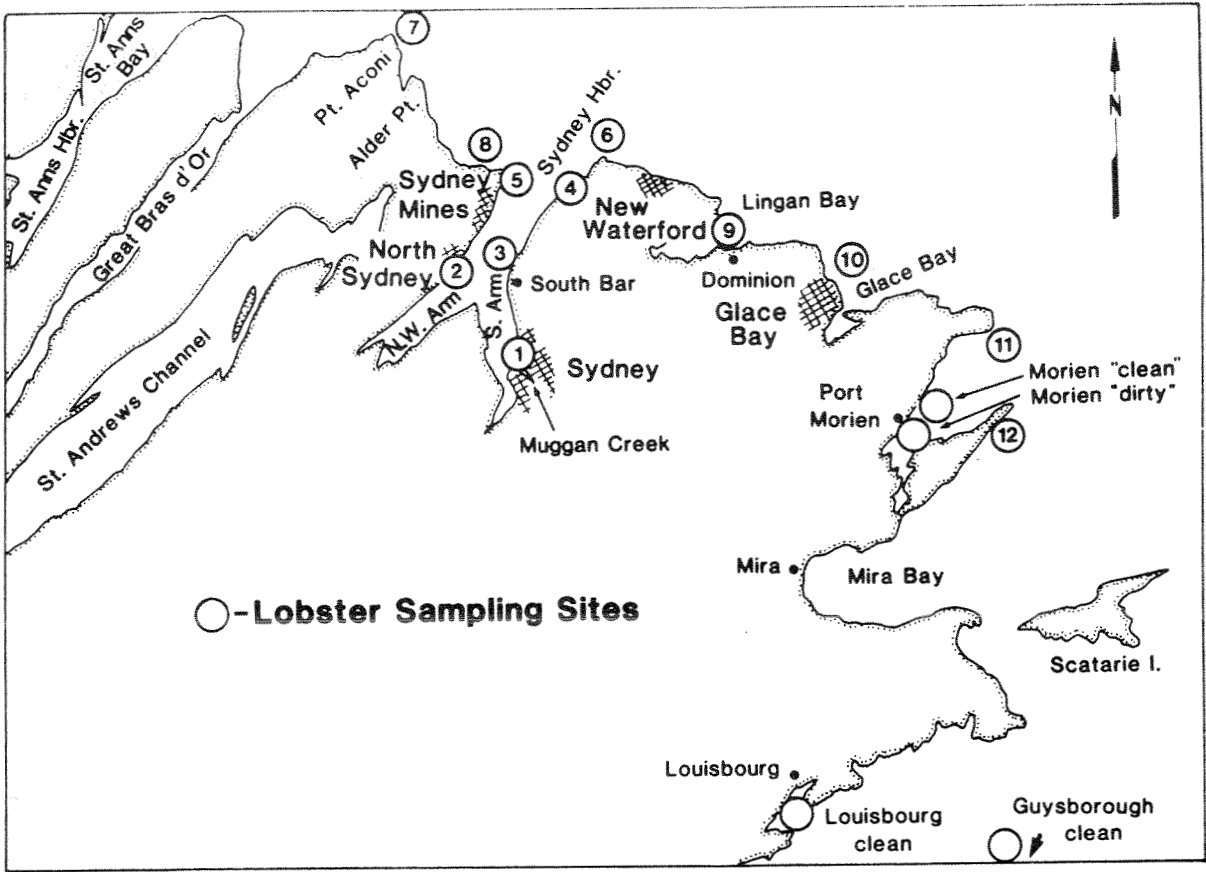 St. Anns
Bay
St. Anns Hbr.
Great Bras d'Or
St. Andrews Channel
7
Pt. Aconi
Alder Pt.
Sydney Hbr.
N
8
6
5
4
Sydney
Mines
New
Waterford
Lingan Bay
9
North
Sydney
3
2
South Bar
Dominion
10
Glace Bay
Glace
Bay
N.W. Arm
S. Arm
1
Sydney
Muggan Creek
11
Morien "clean"
Morien "dirty"
Port
Morien
12
Mira
Mira Bay
-Lobster Sampling Sites
Scatarie I.
Louisbourg
Louisbourg
clean
Guysborough
clean